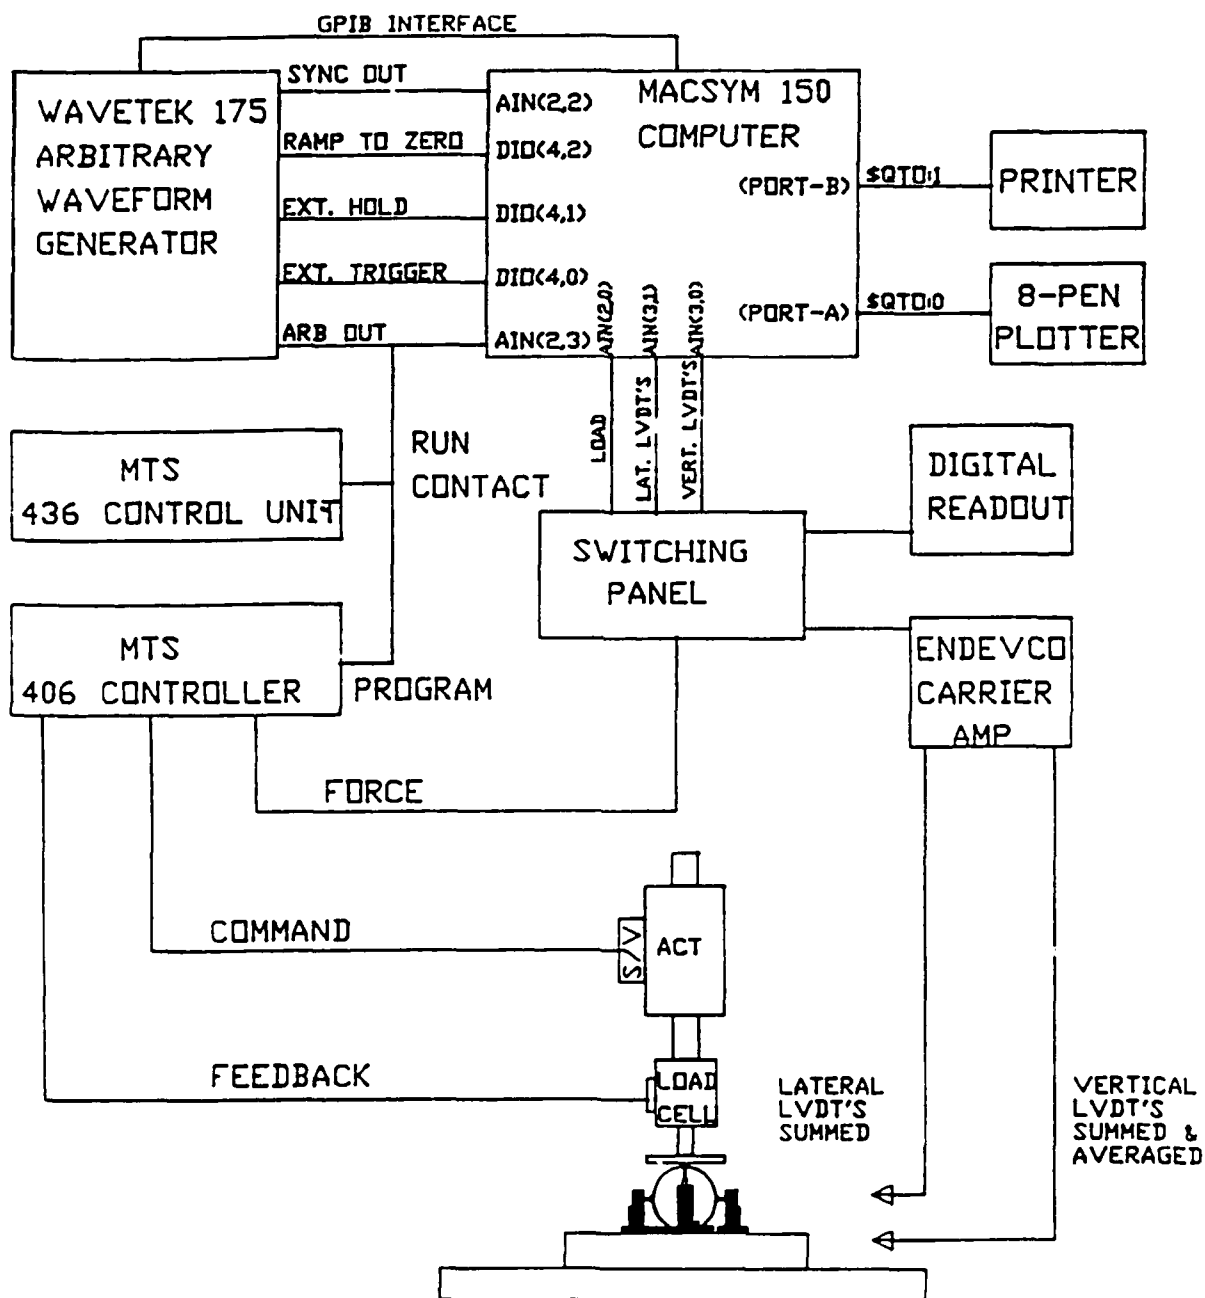 GPIB INTERFACE
SYNC OUT
WAVETEK 175
ARBITRARY
WAVEFORM
GENERATOR
RAMP TO ZERO
EXT. HOLD
EXT. TRIGGER
ARB OUT
MACSYM 150
COMPUTER
AIN(2,2)
DIO(4,2)
DIO(4,1)
DIO(4,0)
AIN(2,3)
AIN(2,0)
AIN(3,1)
AIN(3,0)
(PORT-B)
(PORT-A)
$QTO:1
$QTO:0
PRINTER
8-PEN
PLOTTER
LOAD
LAT. LVDT'S
VERT. LVDT'S
MTS
436 CONTROL UNIT
RUN
CONTACT
DIGITAL
READOUT
SWITCHING
PANEL
MTS
406 CONTROLLER
PROGRAM
ENDEVCO
CARRIER
AMP
FORCE
COMMAND
S/V
ACT
FEEDBACK
LOAD
CELL
LATERAL
LVDT'S
SUMMED
VERTICAL
LVDT'S
SUMMED &
AVERAGED